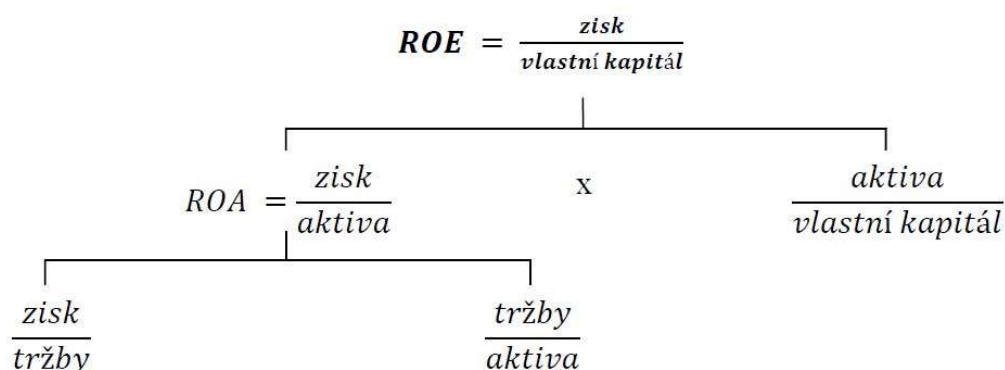 ROE = zisk / vlastní kapitál
ROA = zisk / aktiva x aktiva / vlastní kapitál
zisk / tržby tržby / aktiva